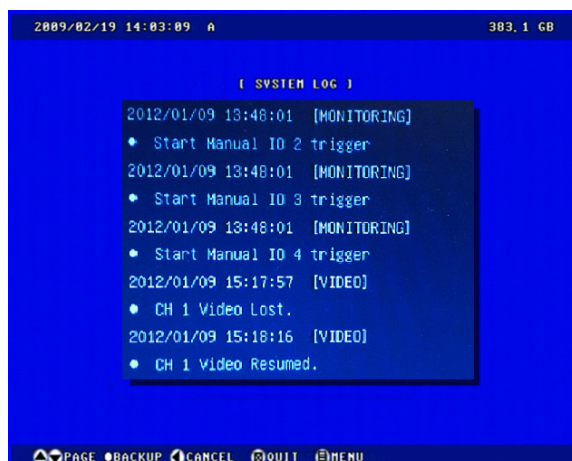 2009/02/19 14:03:09 A 383.1 GB
[ SYSTEM LOG ]
2012/01/09 13:48:01 [MONITORING]
● Start Manual IO 2 trigger
2012/01/09 13:48:01 [MONITORING]
● Start Manual IO 3 trigger
2012/01/09 13:48:01 [MONITORING]
● Start Manual IO 4 trigger
2012/01/09 15:17:57 [VIDEO]
● CH 1 Video Lost.
2012/01/09 15:18:16 [VIDEO]
● CH 1 Video Resumed.
PAGE ●BACKUP CANCEL QUIT MENU